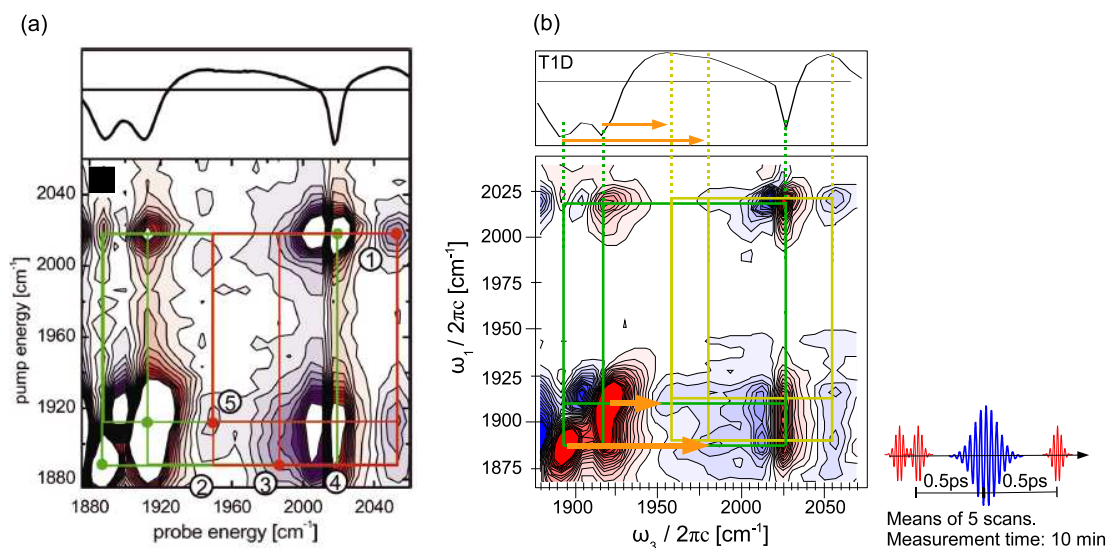 (a)
(b)
T1D
2040
2000
1960
1920
1880
pump energy [cm⁻¹]
1
5
2
3
4
1880
1920
1960
2000
2040
probe energy [cm⁻¹]
2025
2000
1975
1950
1925
1900
1875
ω₁ / 2πc [cm⁻¹]
1900
1950
2000
2050
ω₃ / 2πc [cm⁻¹]
0.5ps
0.5ps
Means of 5 scans.
Measurement time: 10 min